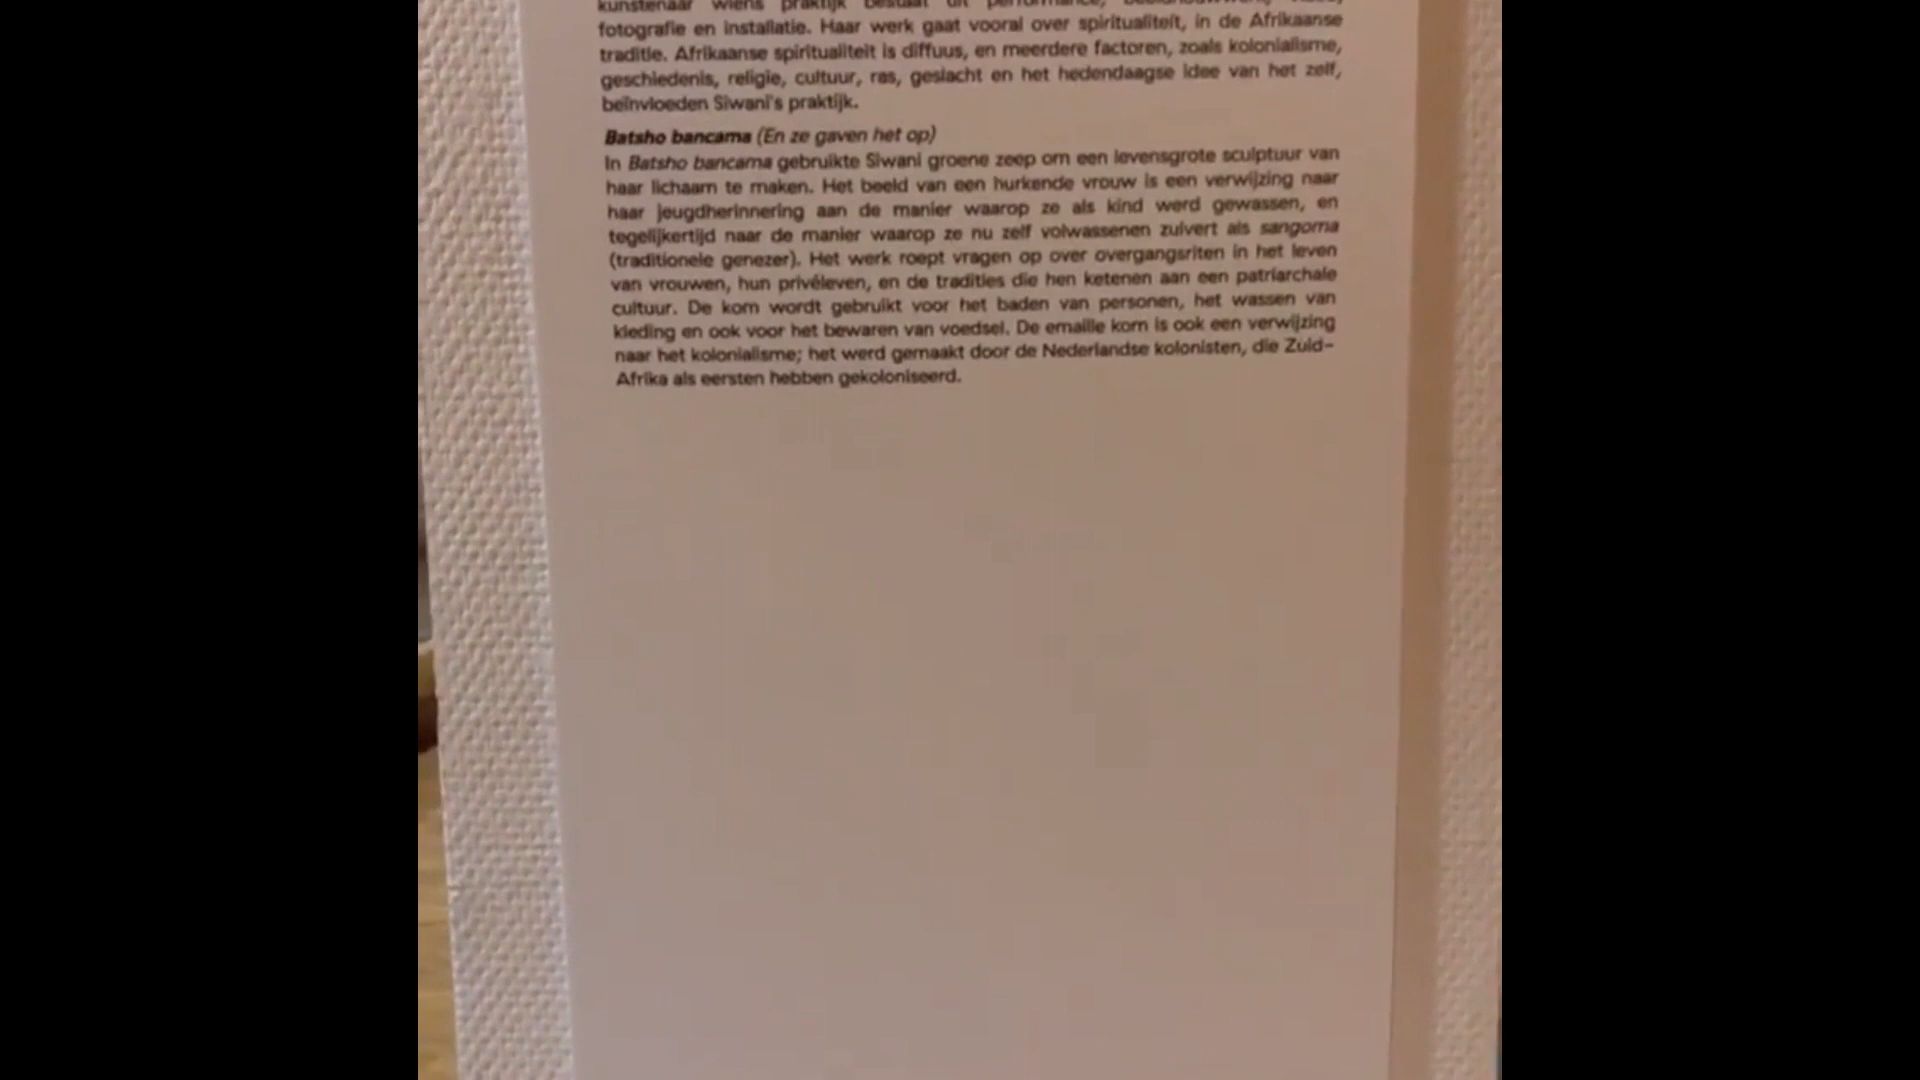 kunstenaar wiens praktijk bestaat uit performance,
fotografie en installatie. Haar werk gaat vooral over spiritualiteit, in de Afrikaanse
traditie. Afrikaanse spiritualiteit is diffuus, en meerdere factoren, zoals kolonialisme,
geschiedenis, religie, cultuur, ras, geslacht en het hedendaagse idee van het zelf,
beïnvloeden Siwani's praktijk.
Batsho bancama (En ze gaven het op)
In Batsho bancama gebruikte Siwani groene zeep om een levensgrote sculptuur van
haar lichaam te maken. Het beeld van een hurkende vrouw is een verwijzing naar
haar jeugdherinnering aan de manier waarop ze als kind werd gewassen, en
tegelijkertijd naar de manier waarop ze nu zelf volwassenen zuivert als sangoma
(traditionele genezer). Het werk roept vragen op over overgangsriten in het leven
van vrouwen, hun privéleven, en de tradities die hen ketenen aan een patriarchale
cultuur. De kom wordt gebruikt voor het baden van personen, het wassen van
kleding en ook voor het bewaren van voedsel. De emaille kom is ook een verwijzing
naar het kolonialisme; het werd gemaakt door de Nederlandse kolonisten, die Zuid-
Afrika als eersten hebben gekoloniseerd.